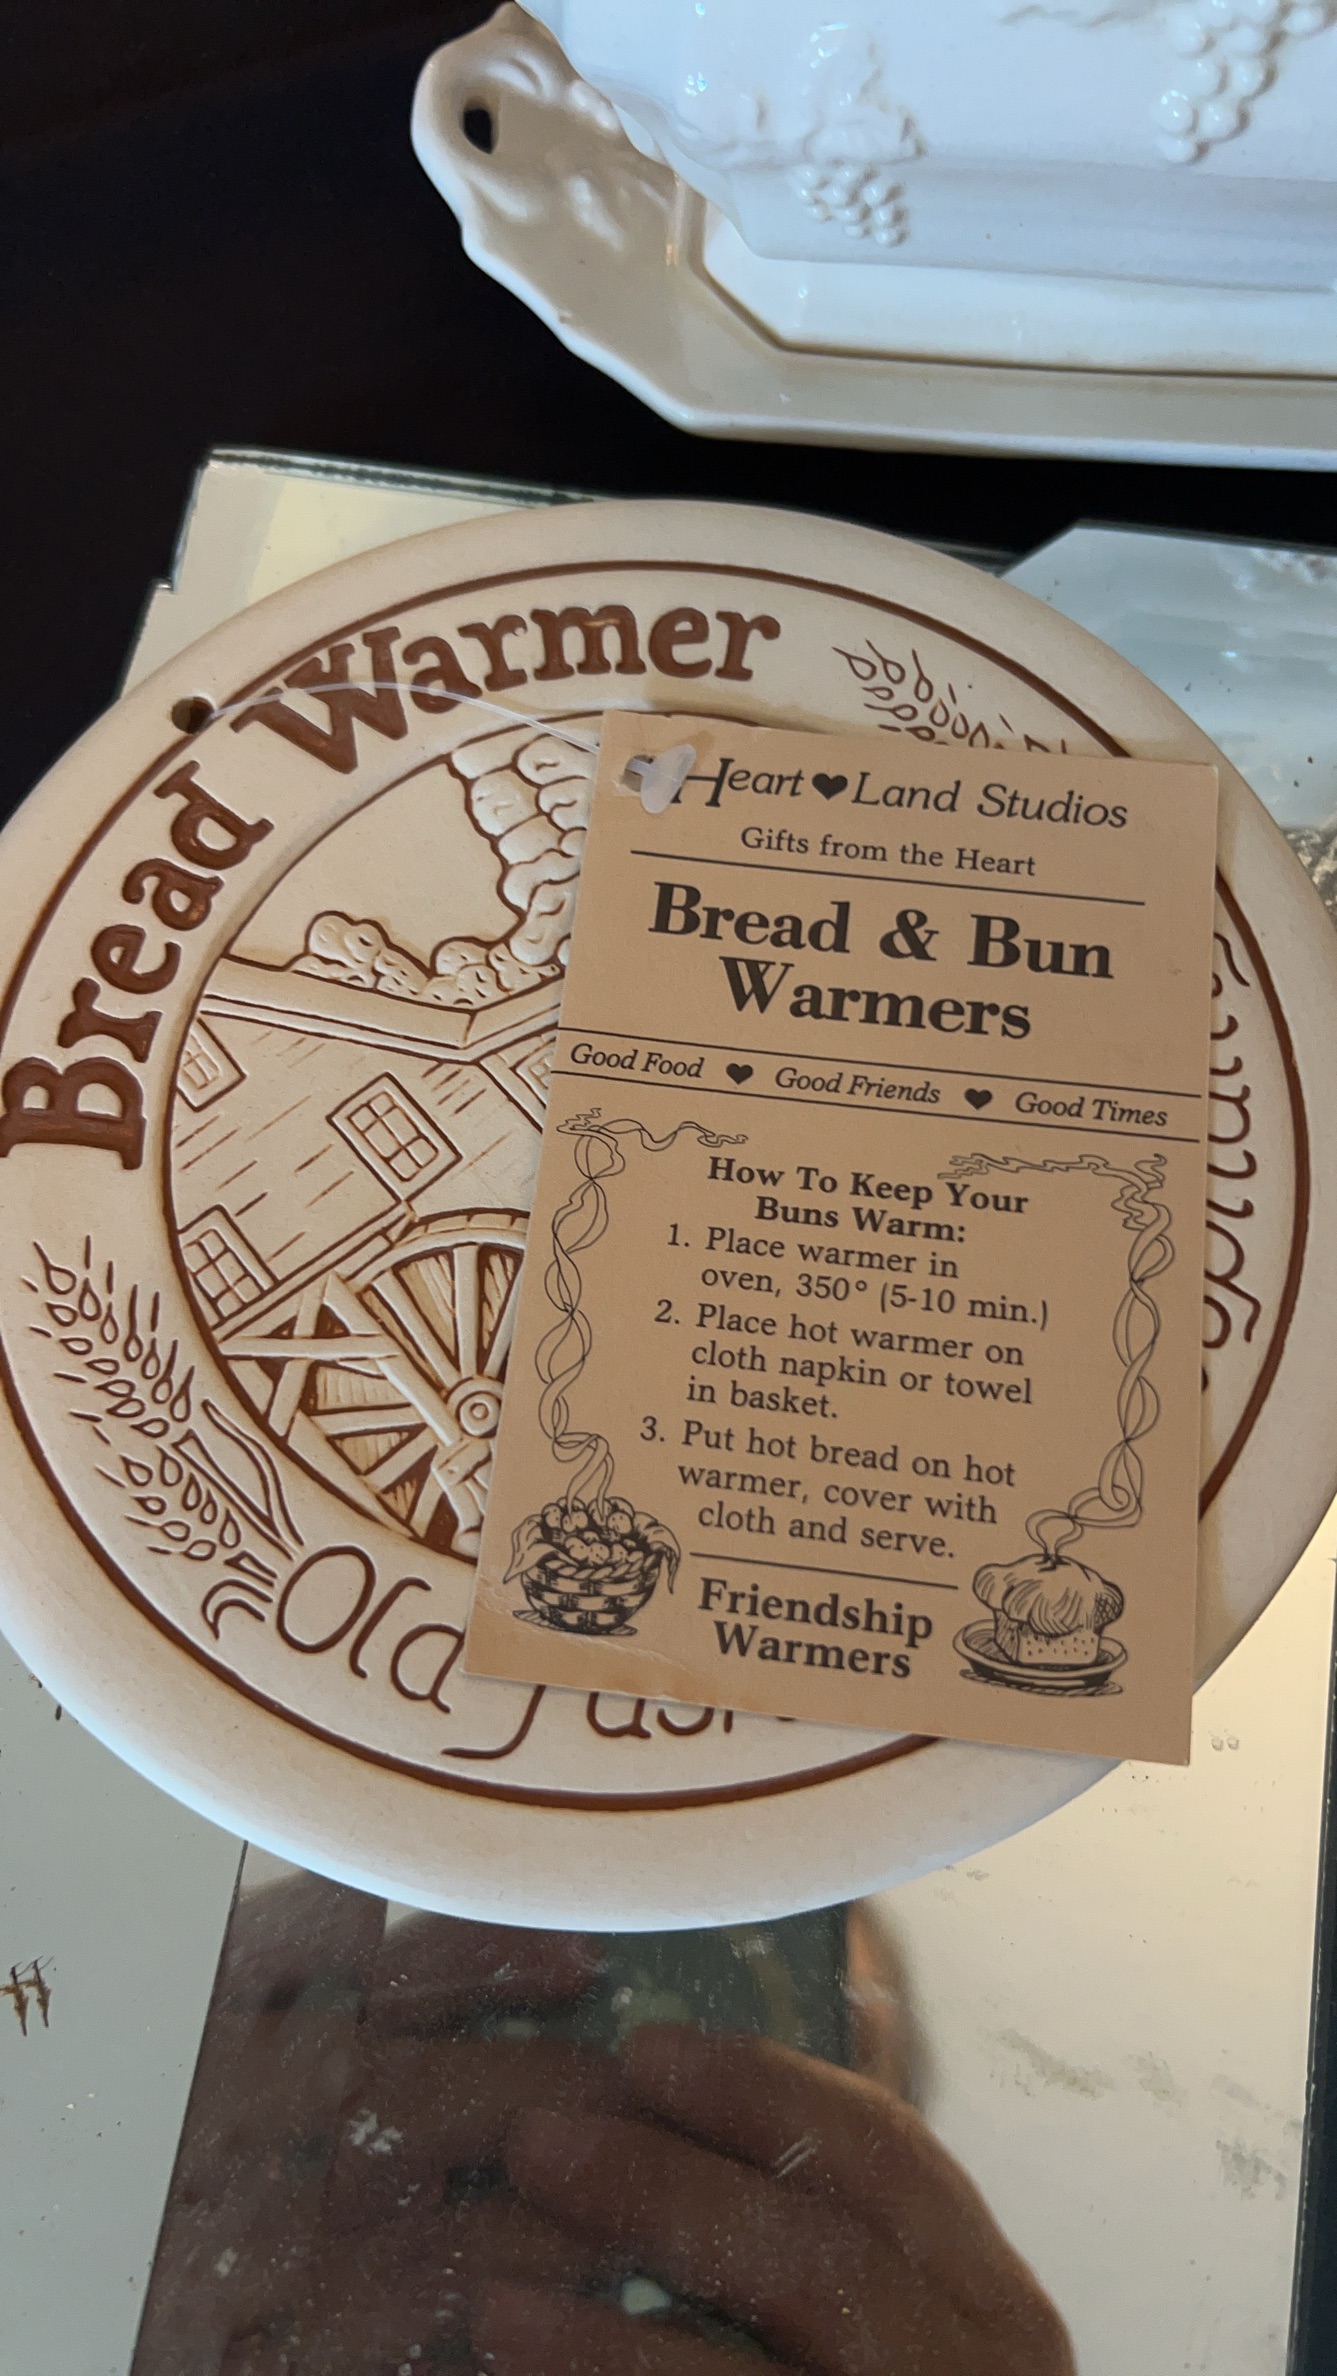 Bread Warmer
Heart❤Land Studios
Gifts from the Heart
Bread & Bun
Warmers
Good Food ❤ Good Friends ❤ Good Times
How To Keep Your
Buns Warm:
1. Place warmer in
oven, 350° (5-10 min.)
2. Place hot warmer on
cloth napkin or towel
in basket.
3. Put hot bread on hot
warmer, cover with
cloth and serve.
Friendship
Warmers
Old